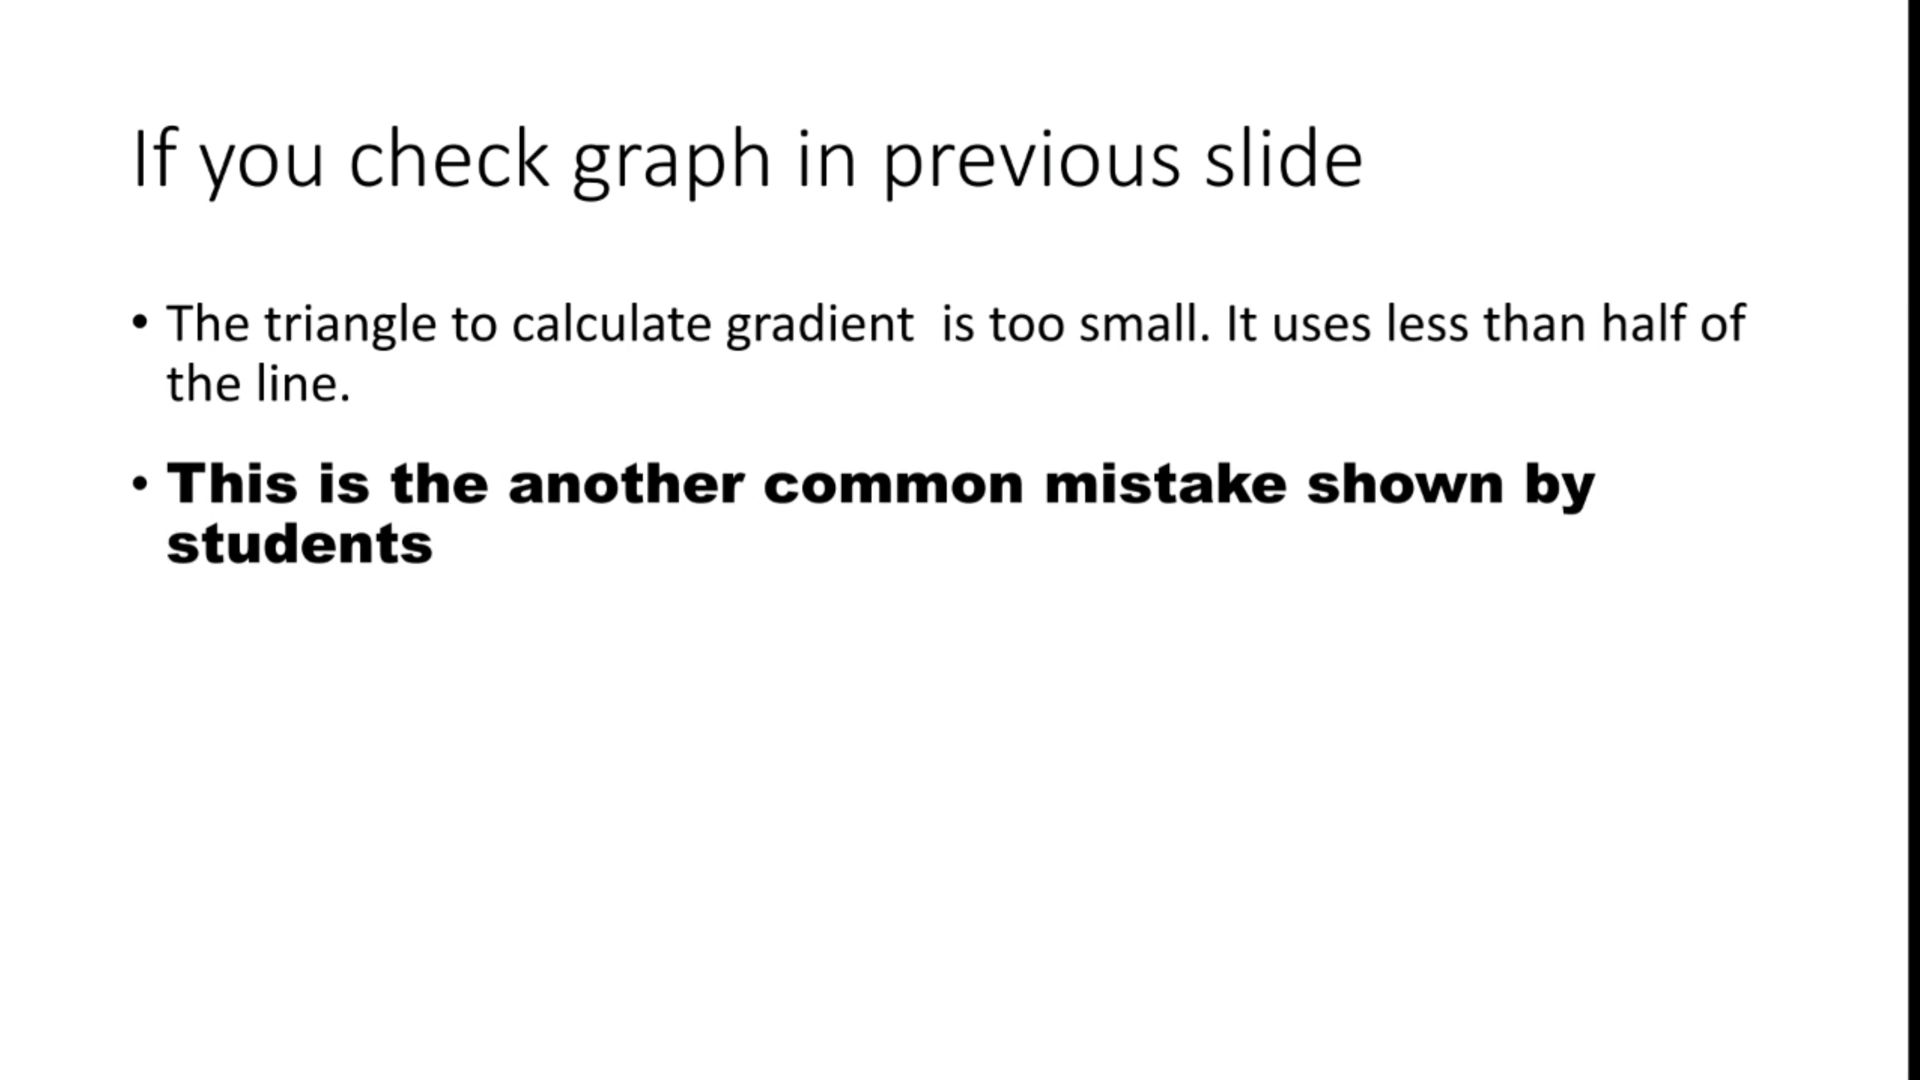 If you check graph in previous slide
• The triangle to calculate gradient  is too small. It uses less than half of
the line.
• This is the another common mistake shown by
students